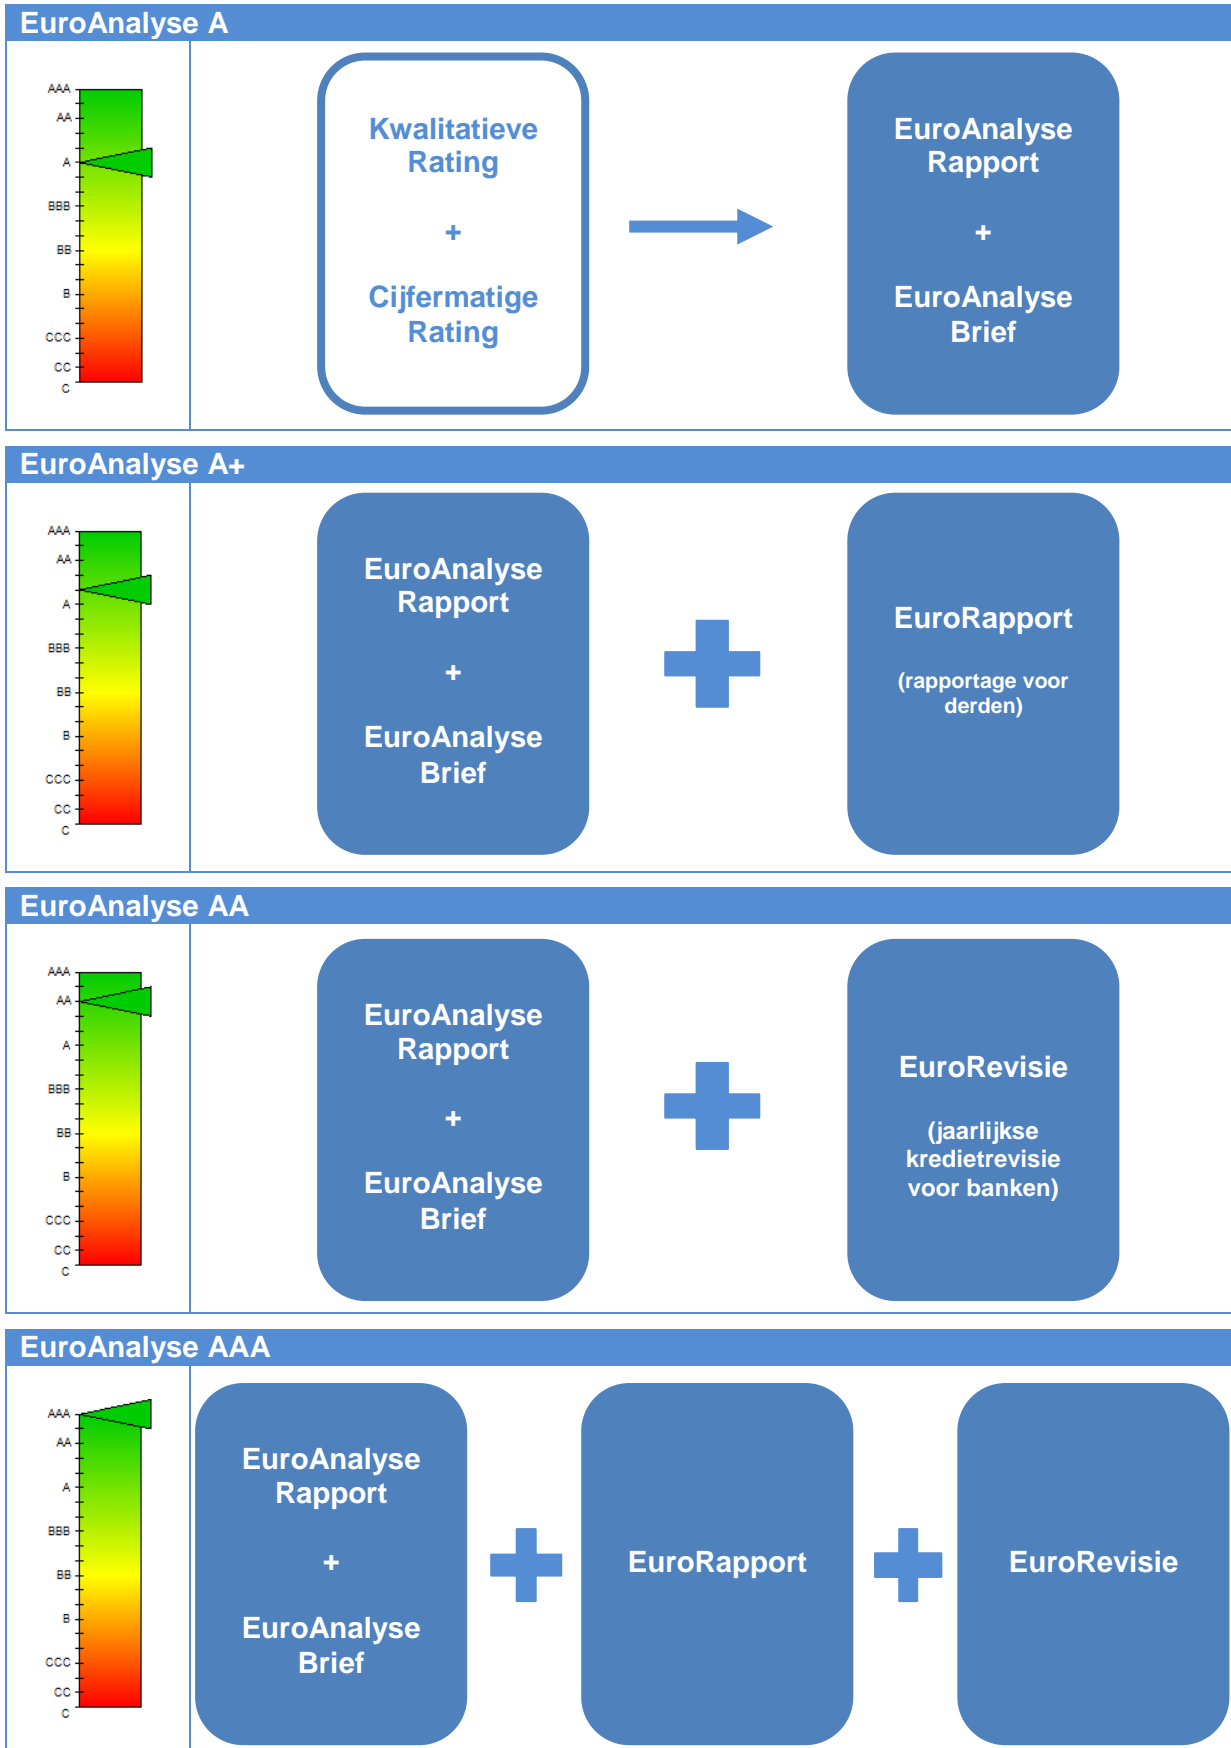 EuroAnalyse A
AAA
AA
A
BBB
BB
B
CCC
CC
C
Kwalitatieve
Rating
+
Cijfermatige
Rating
EuroAnalyse
Rapport
+
EuroAnalyse
Brief
EuroAnalyse A+
AAA
AA
A
BBB
BB
B
CCC
CC
C
EuroAnalyse
Rapport
+
EuroAnalyse
Brief
EuroRapport
(rapportage voor
derden)
EuroAnalyse AA
AAA
AA
A
BBB
BB
B
CCC
CC
C
EuroAnalyse
Rapport
+
EuroAnalyse
Brief
EuroRevisie
(jaarlijkse
kredietrevisie
voor banken)
EuroAnalyse AAA
AAA
AA
A
BBB
BB
B
CCC
CC
C
EuroAnalyse
Rapport
+
EuroAnalyse
Brief
EuroRapport
EuroRevisie